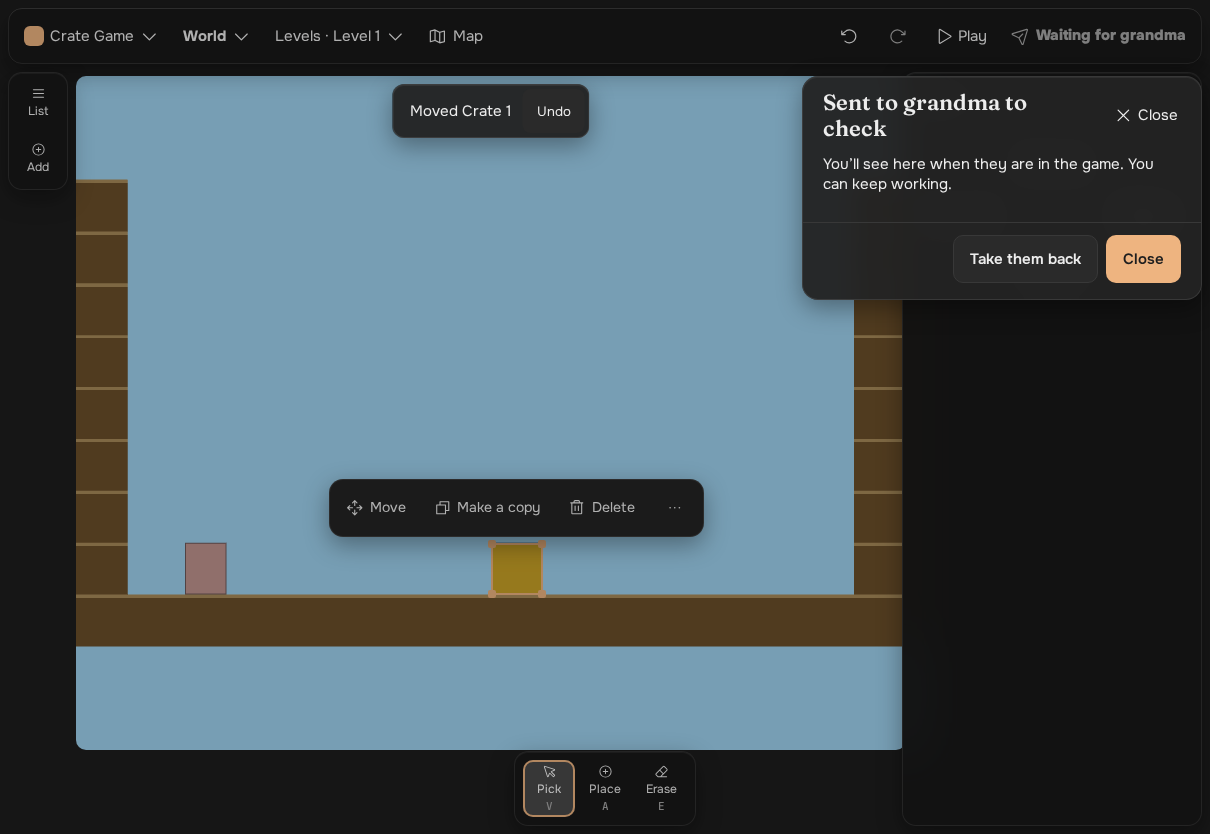 Crate Game
World
Levels · Level 1
Map
Play
Waiting for grandma
List
Add
Moved Crate 1
Undo
Sent to grandma to
check
Close
You’ll see here when they are in the game. You
can keep working.
Take them back
Close
Move
Make a copy
Delete
···
Pick
V
Place
A
Erase
E